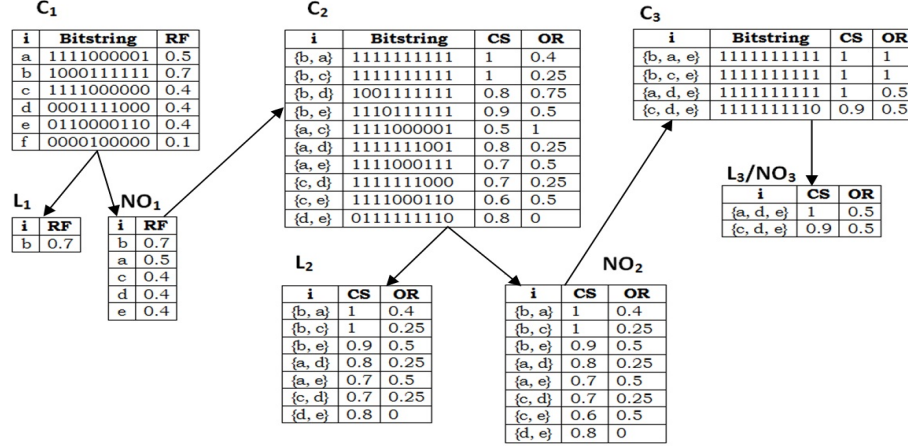 C1
i Bitstring RF
a 1111000001 0.5
b 1000111111 0.7
c 1111000000 0.4
d 0001111000 0.4
e 0110000110 0.4
f 0000100000 0.1
L1
i RF
b 0.7
NO1
i RF
b 0.7
a 0.5
c 0.4
d 0.4
e 0.4
C2
i Bitstring CS OR
{b, a} 1111111111 1 0.4
{b, c} 1111111111 1 0.25
{b, d} 1001111111 0.8 0.75
{b, e} 1110111111 0.9 0.5
{a, c} 1111000001 0.5 1
{a, d} 1111111001 0.8 0.25
{a, e} 1111000111 0.7 0.5
{c, d} 1111111000 0.7 0.25
{c, e} 1111000110 0.6 0.5
{d, e} 0111111110 0.8 0
L2
i CS OR
{b, a} 1 0.4
{b, c} 1 0.25
{b, e} 0.9 0.5
{a, d} 0.8 0.25
{a, e} 0.7 0.5
{c, d} 0.7 0.25
{d, e} 0.8 0
NO2
i CS OR
{b, a} 1 0.4
{b, c} 1 0.25
{b, e} 0.9 0.5
{a, d} 0.8 0.25
{a, e} 0.7 0.5
{c, d} 0.7 0.25
{c, e} 0.6 0.5
{d, e} 0.8 0
C3
i Bitstring CS OR
{b, a, e} 1111111111 1 1
{b, c, e} 1111111111 1 1
{a, d, e} 1111111111 1 0.5
{c, d, e} 1111111110 0.9 0.5
L3/NO3
i CS OR
{a, d, e} 1 0.5
{c, d, e} 0.9 0.5